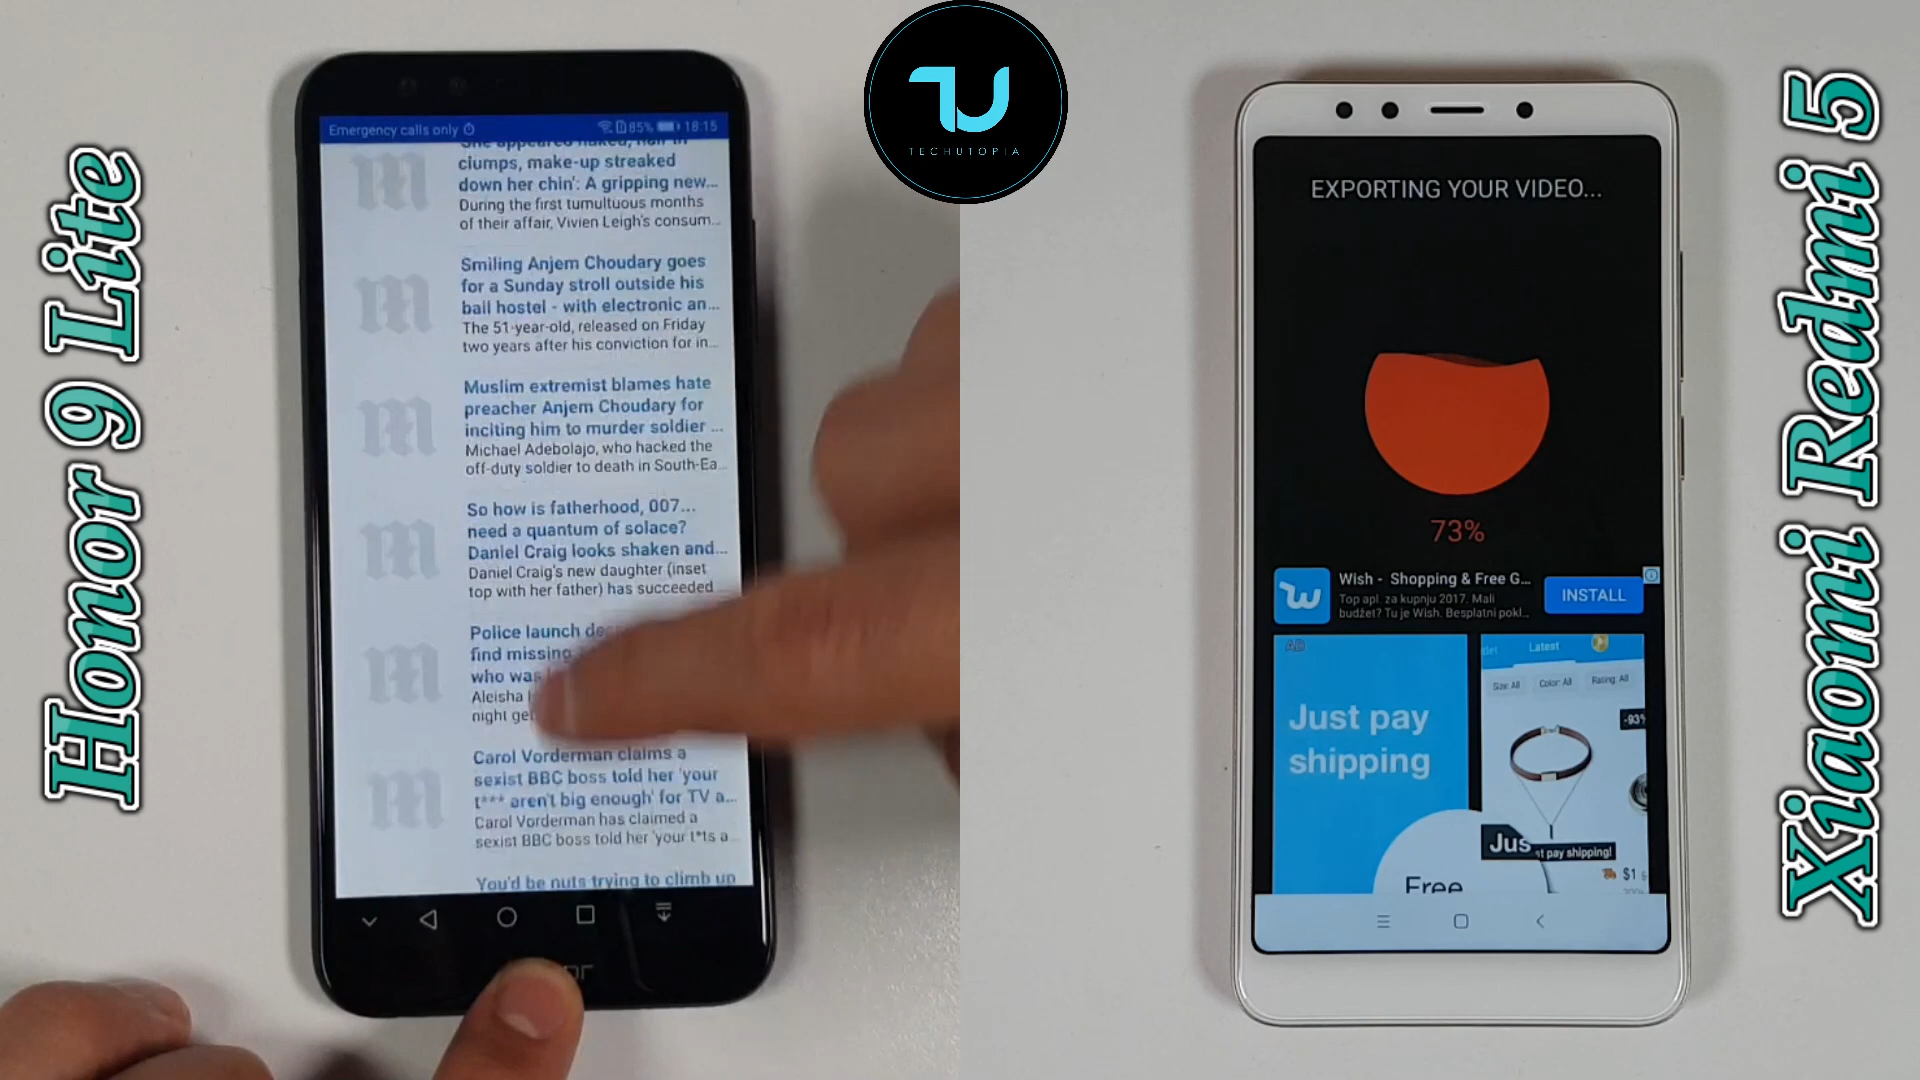 Honor 9 Lite
Emergency calls only
85%
18:15
clumps, make-up streaked
down her chin': A gripping new...
During the first tumultuous months
of their affair, Vivien Leigh's consum...
Smiling Anjem Choudary goes
for a Sunday stroll outside his
bail hostel - with electronic an...
The 51-year-old, released on Friday
two years after his conviction for in...
Muslim extremist blames hate
preacher Anjem Choudary for
inciting him to murder soldier ...
Michael Adebolajo, who hacked the
off-duty soldier to death in South-Ea...
So how is fatherhood, 007...
need a quantum of solace?
Daniel Craig looks shaken and...
Daniel Craig's new daughter (inset
top with her father) has succeeded
Police launch
find missing
who was
Aleisha
night
Carol Vorderman claims a
sexist BBC boss told her 'your
t*** aren't big enough' for TV a...
Carol Vorderman has claimed a
sexist BBC boss told her 'your t*ts a...
You'd be nuts trying to climb up
TU
TECHUTOPIA
EXPORTING YOUR VIDEO...
73%
Wish - Shopping & Free G...
Top apl. za kupnju 2017. Mali
budžet? Tu je Wish. Besplatni pokl...
INSTALL
AD
Just pay
shipping
Free
Latest
Size: All
Color: All
Rating: All
-93%
Jus
st pay shipping!
$1
Xiaomi Redmi 5